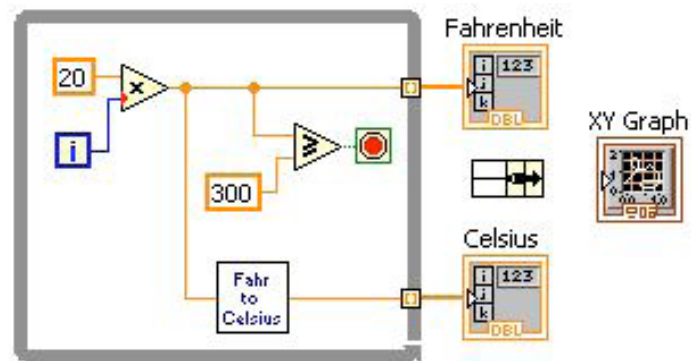 Fahrenheit
20
×
i
123
i
j
k
DBL
XY Graph
≥
300
Celsius
Fahr
to
Celsius
123
i
j
k
DBL